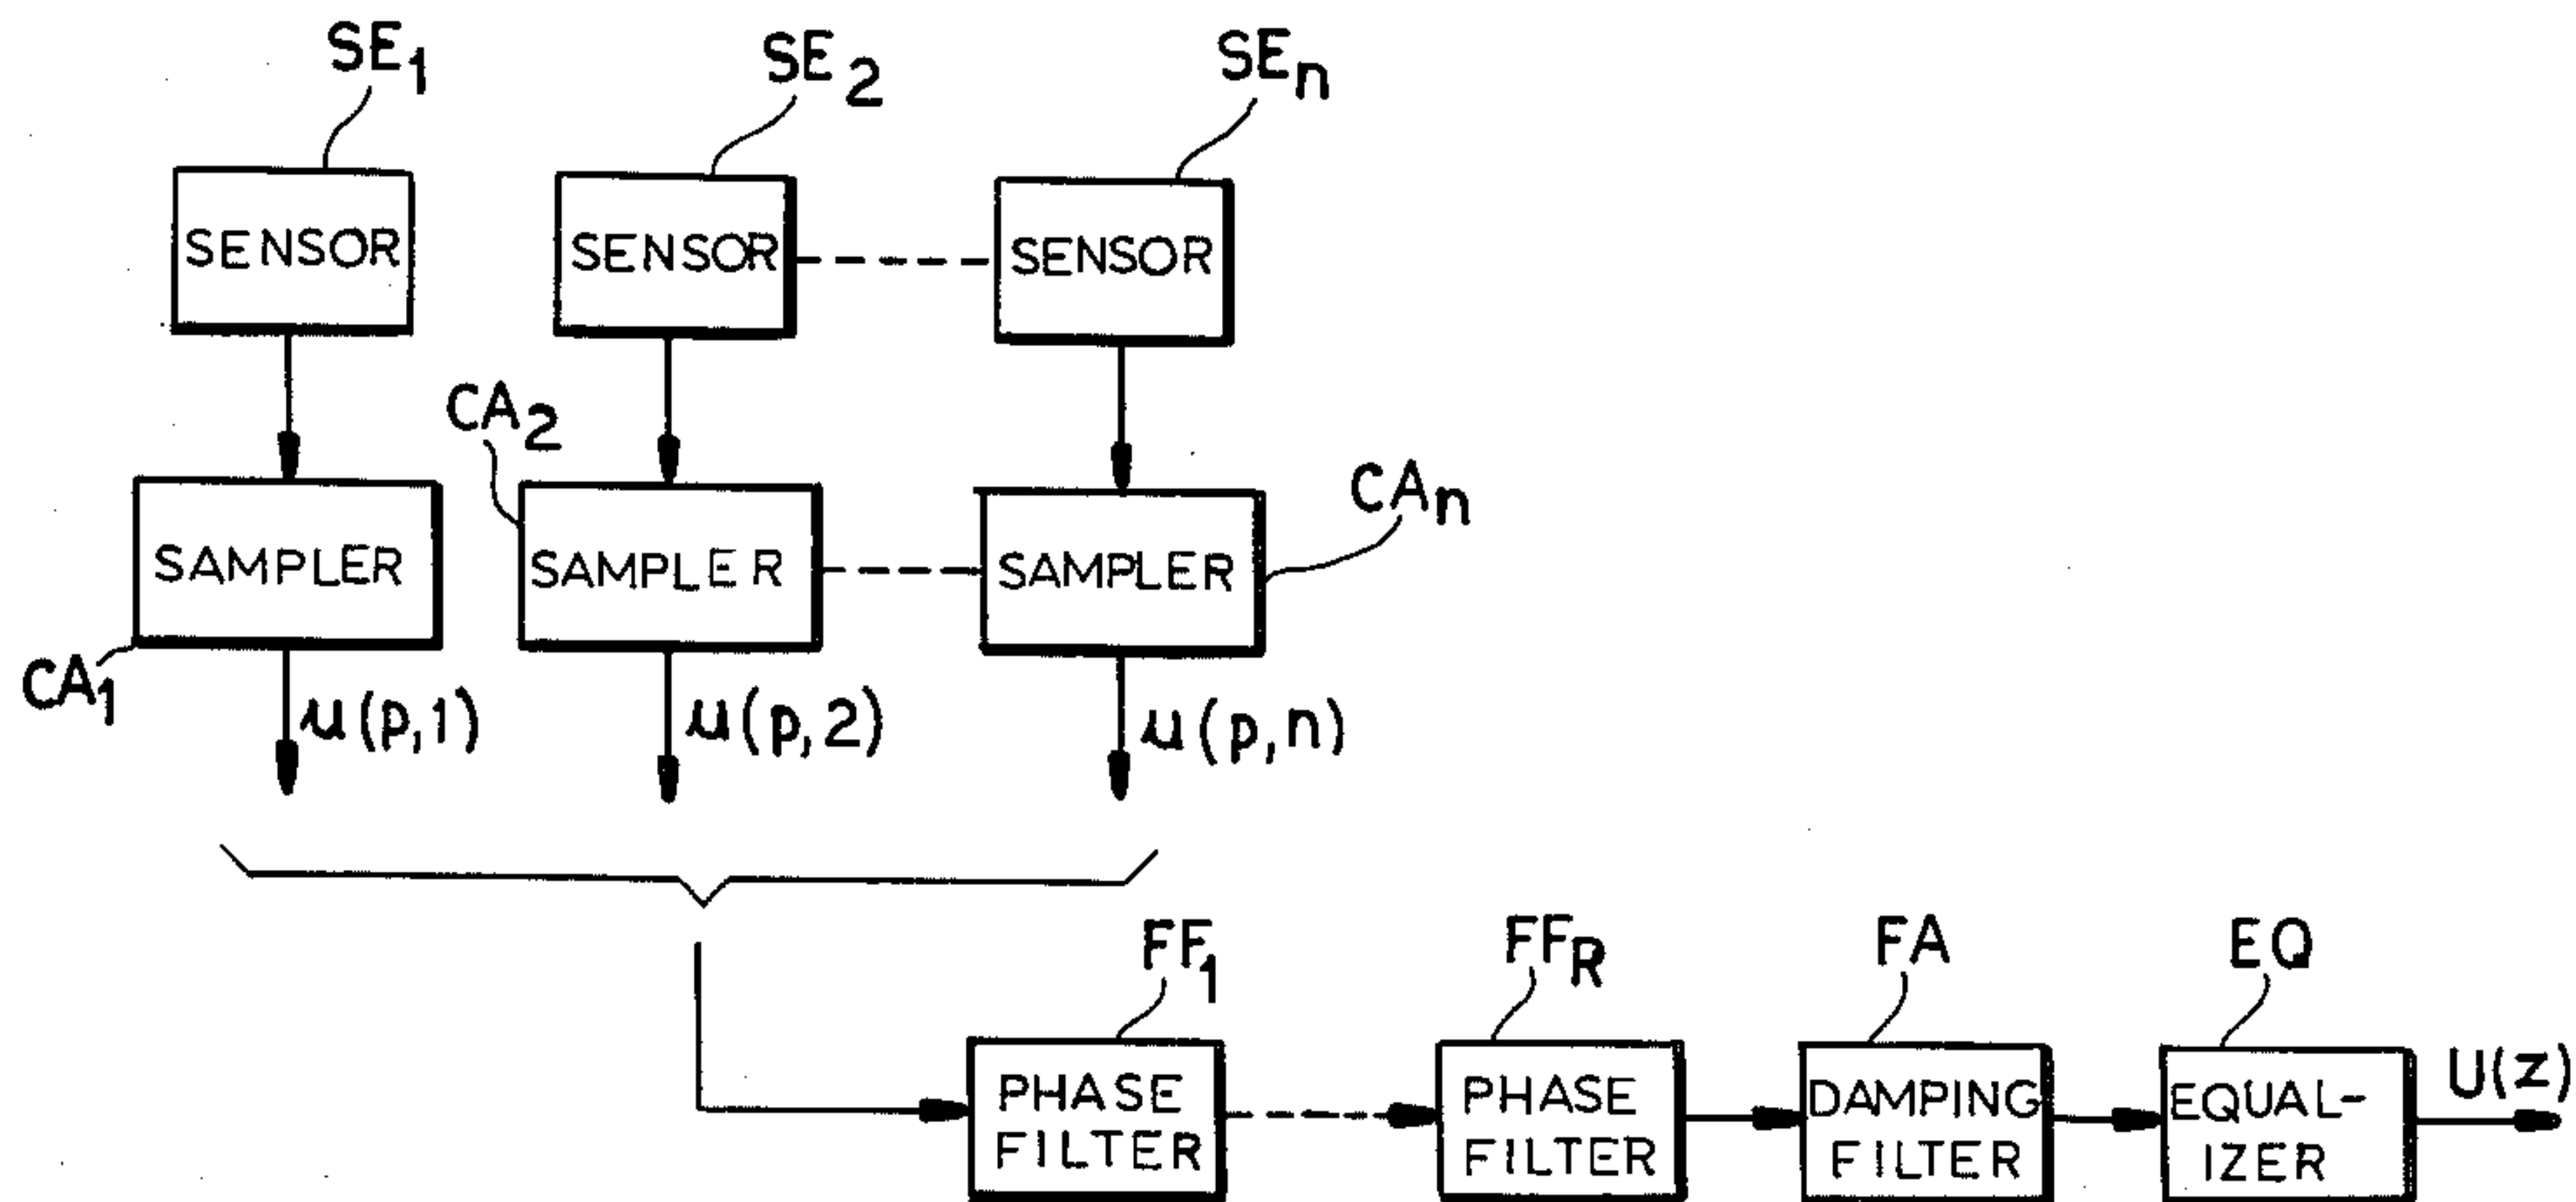 SE1 SE2 SEn
SENSOR SENSOR SENSOR
CA2 CAn
SAMPLER SAMPLER SAMPLER
CA1 u(p,1) u(p,2) u(p,n)
FF1 FFR FA EQ
PHASE FILTER
PHASE FILTER
DAMPING FILTER
EQUAL-
IZER
U(z)